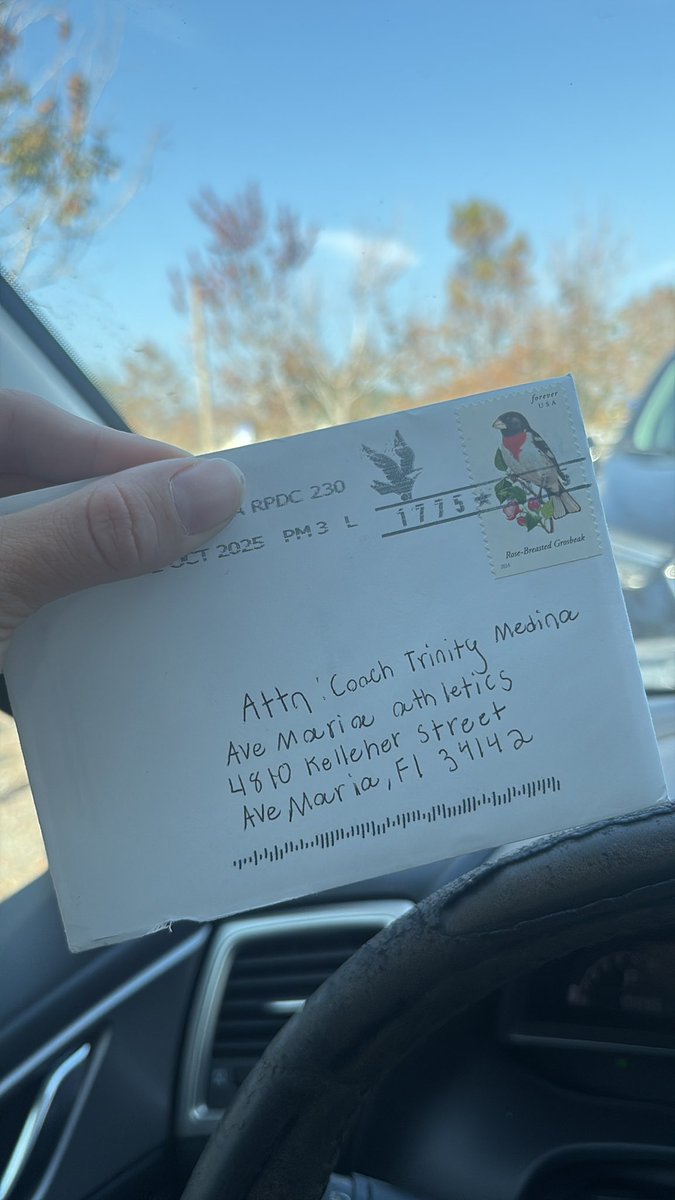 forever
USA
A RPDC 230
OCT 2025 PM 3 L
1775
Rose-Breasted Grosbeak
Attn: Coach Trinity Medina
Ave Maria athletics
4810 Kelleher Street
Ave Maria, Fl 34142